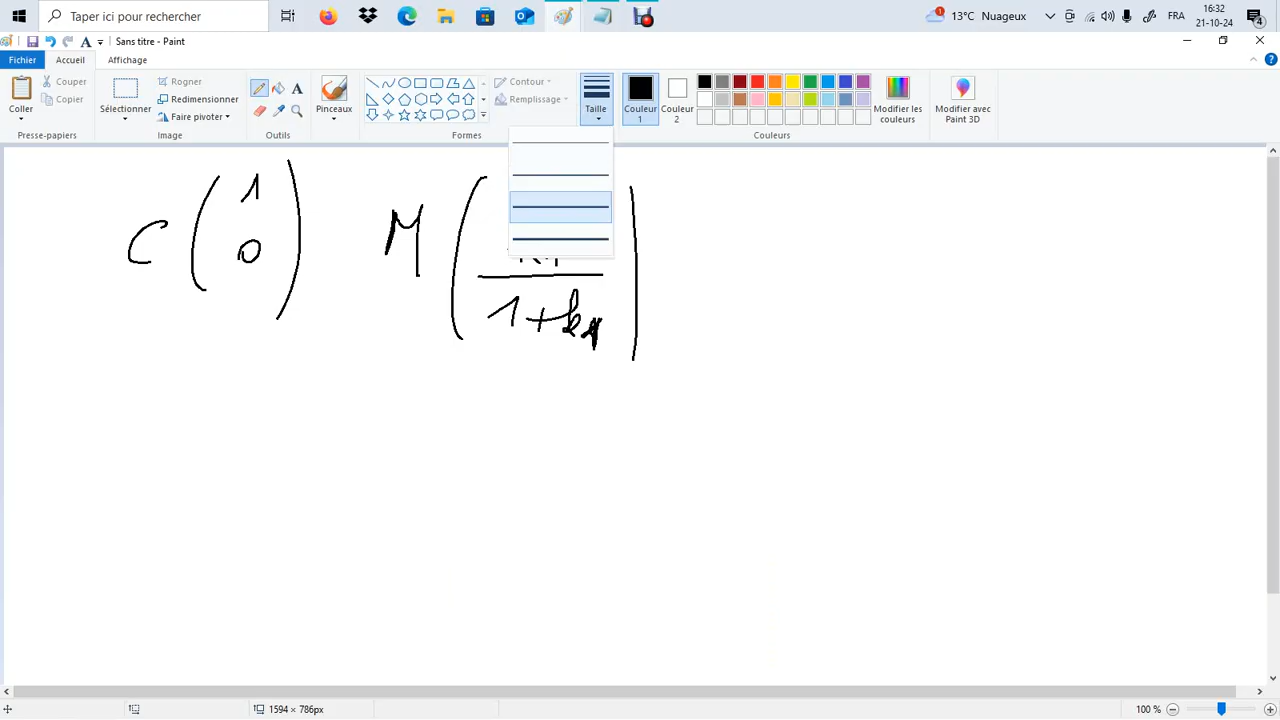 Taper ici pour rechercher
13°C Nuageux
FRA
16:32
21-10-24
4
Sans titre - Paint
Fichier Accueil Affichage
Coller
Couper
Copier
Presse-papiers
Sélectionner
Rogner
Redimensionner
Faire pivoter
Image
A
Outils
Pinceaux
Contour
Remplissage
Formes
Taille
Couleur 1
Couleur 2
Modifier les couleurs
Couleurs
Modifier avec Paint 3D
C ( 1
0 )
M (
1+k
)
1594 × 786px
100 %